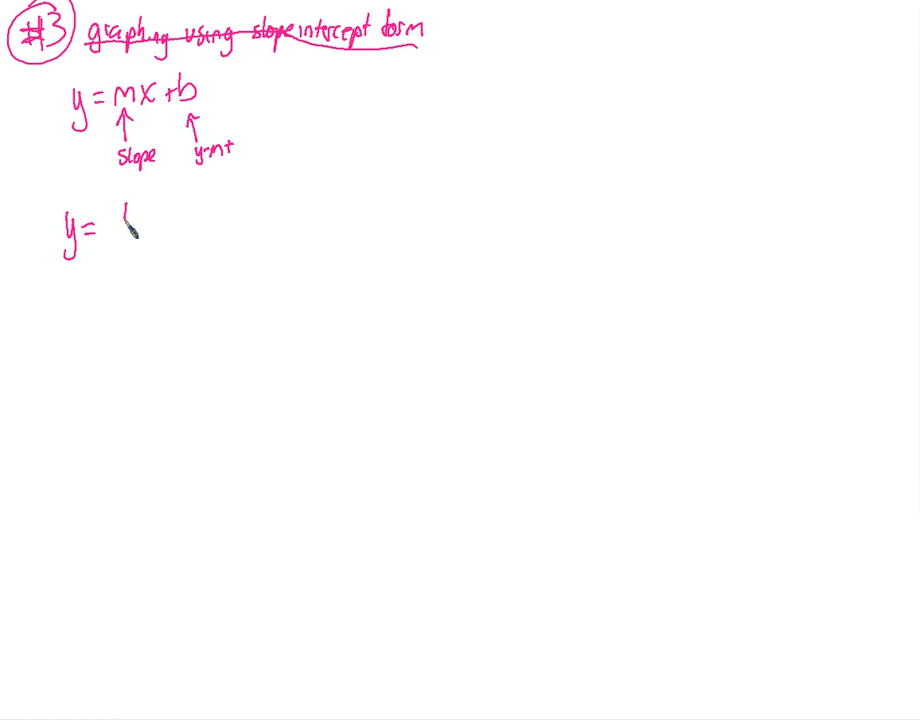 #3 graphing using slope intercept form
y = mx + b
slope y-int
y =